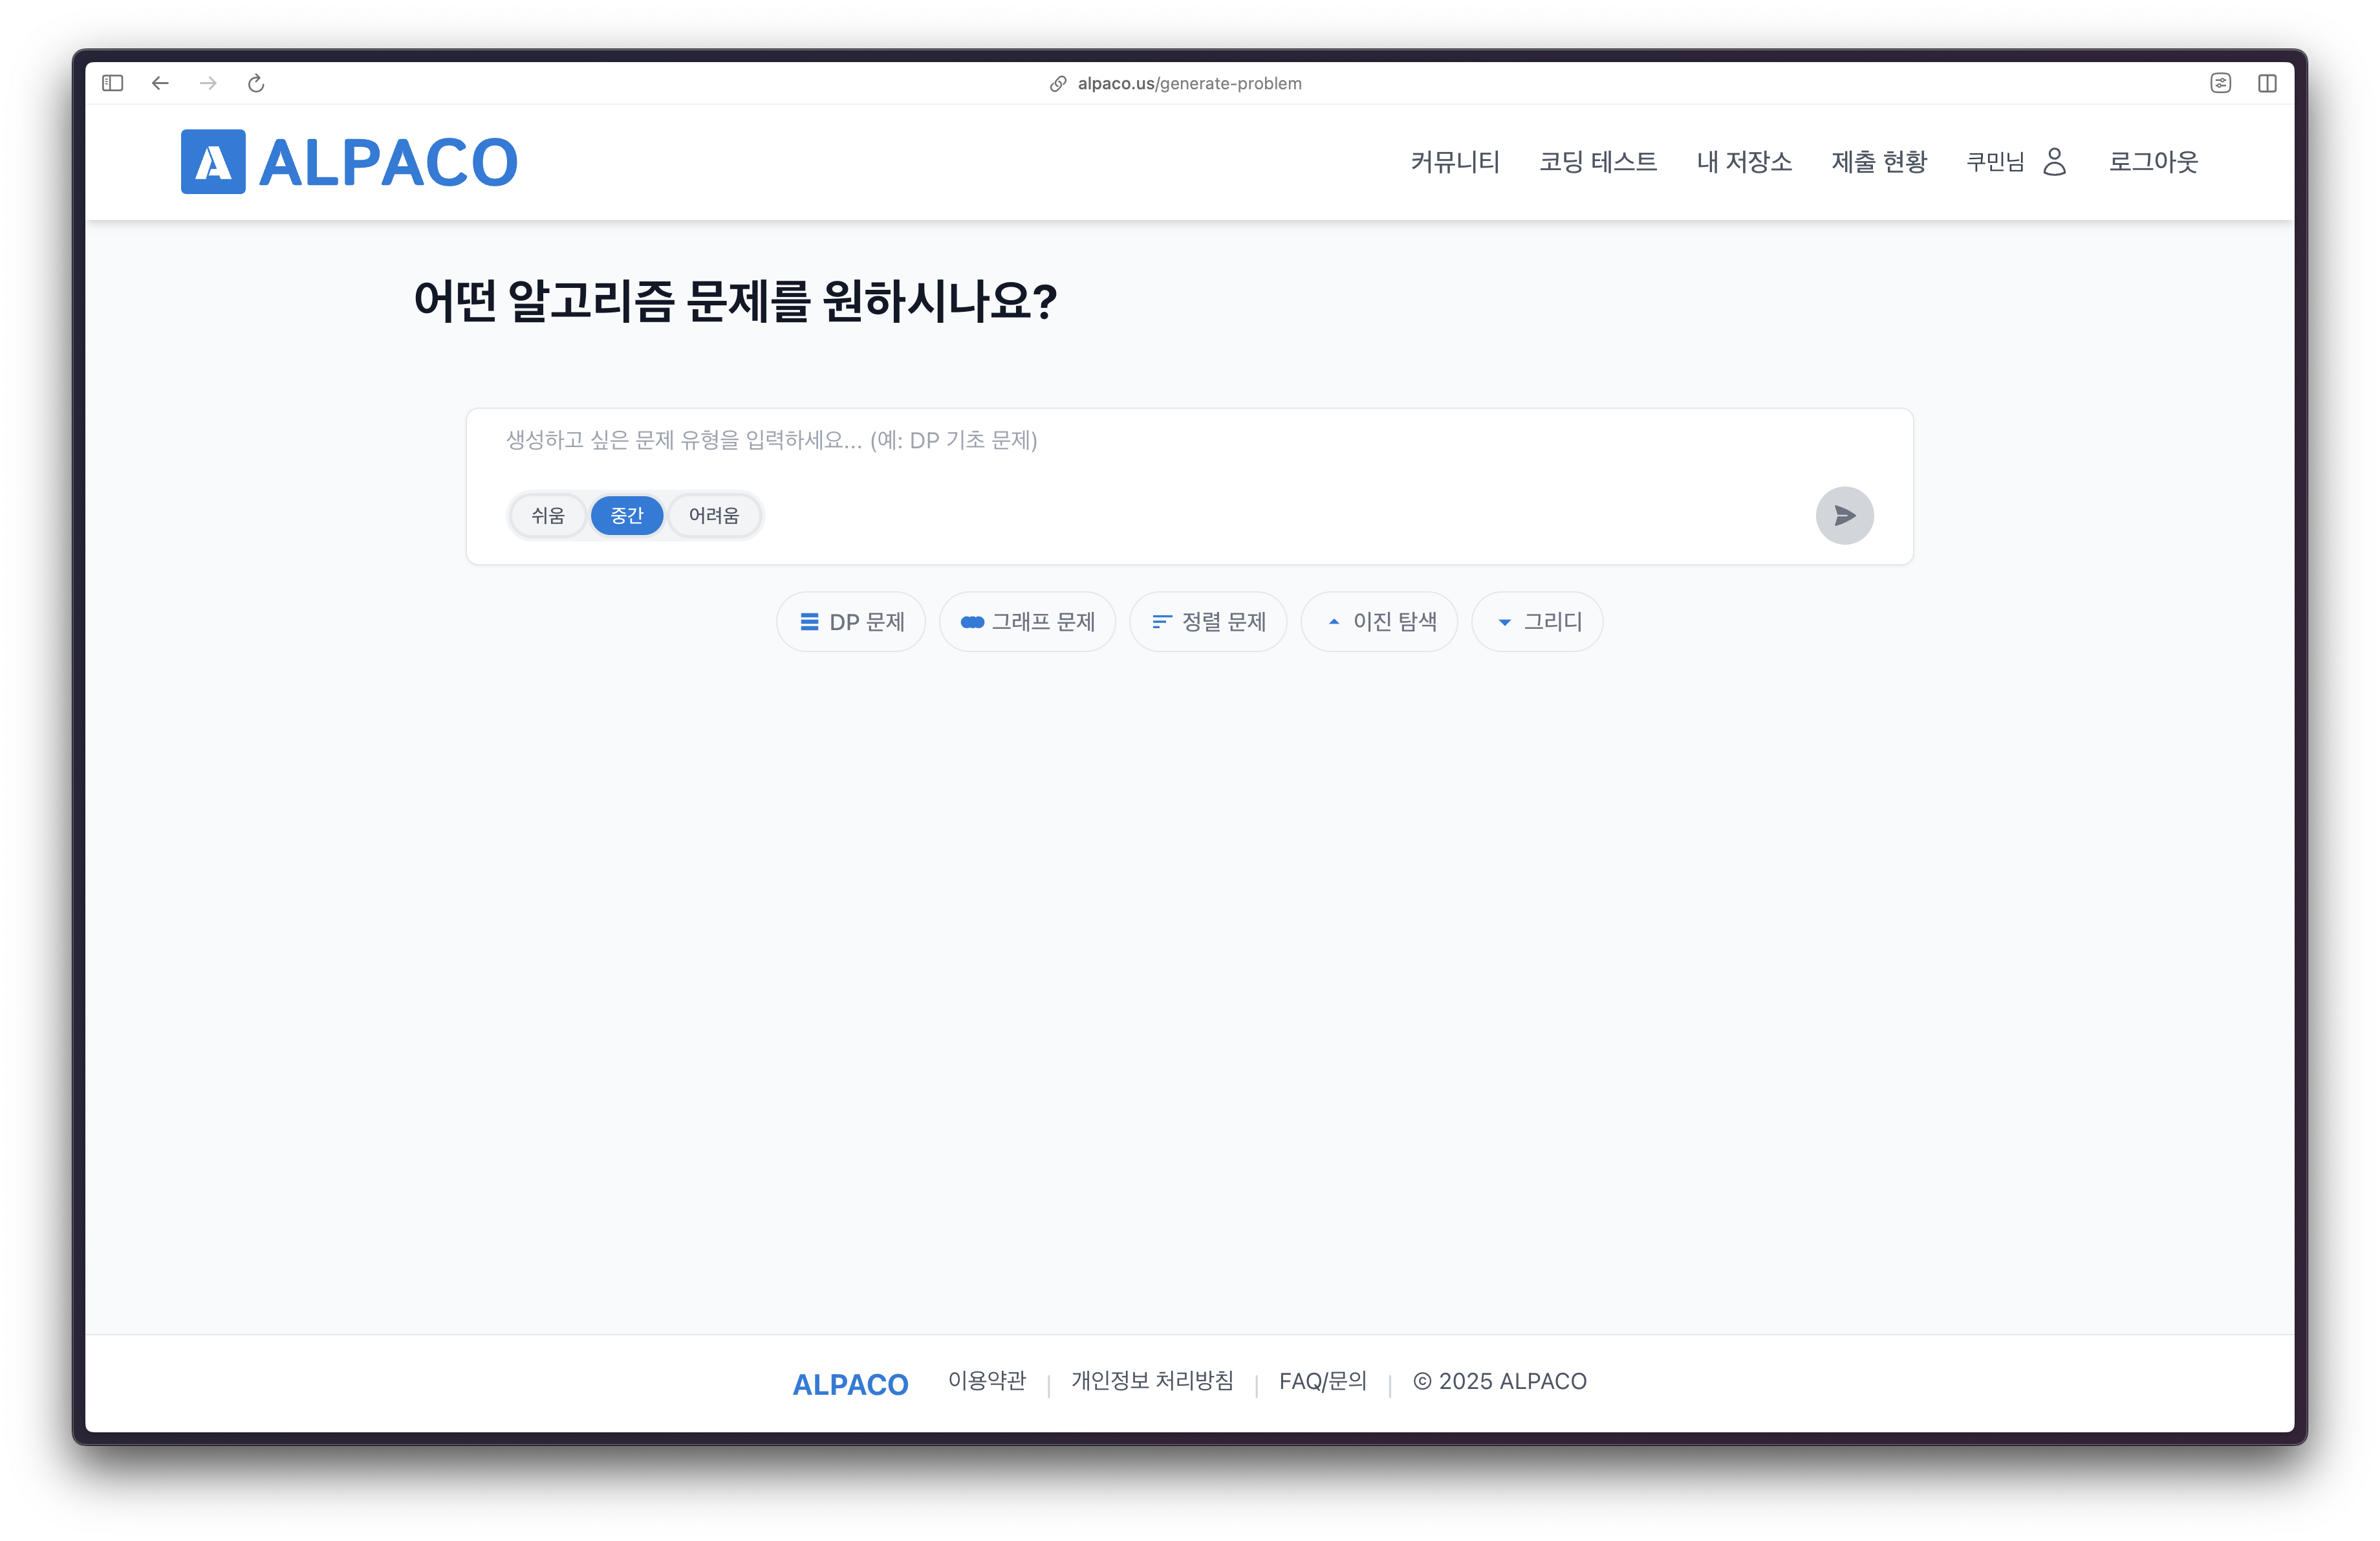 alpaco.us/generate-problem
A ALPACO 커뮤니티 코딩 테스트 내 저장소 제출 현황 쿠민님 로그아웃
어떤 알고리즘 문제를 원하시나요?
생성하고 싶은 문제 유형을 입력하세요... (예: DP 기초 문제)
쉬움 중간 어려움
DP 문제 그래프 문제 정렬 문제 이진 탐색 그리디
ALPACO 이용약관 | 개인정보 처리방침 | FAQ/문의 | © 2025 ALPACO